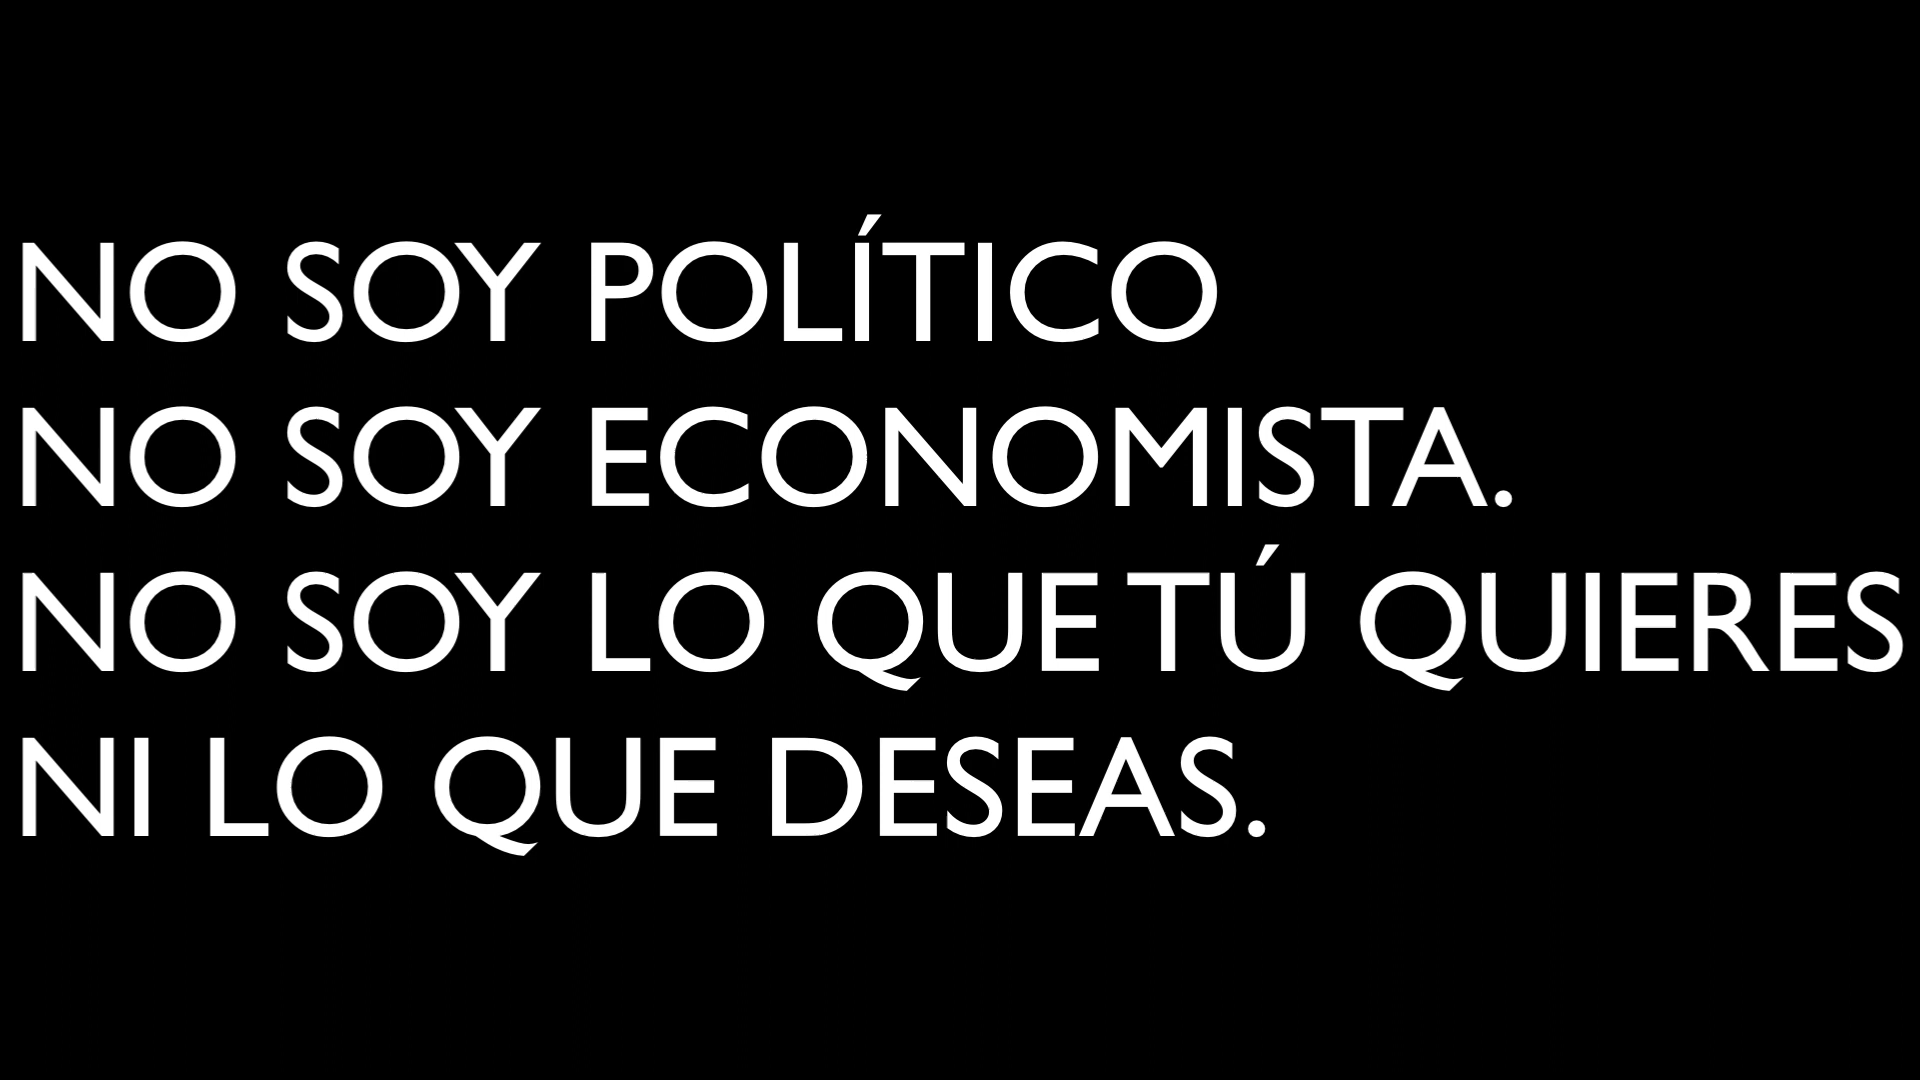 NO SOY POLÍTICO
NO SOY ECONOMISTA.
NO SOY LO QUE TÚ QUIERES
NI LO QUE DESEAS.